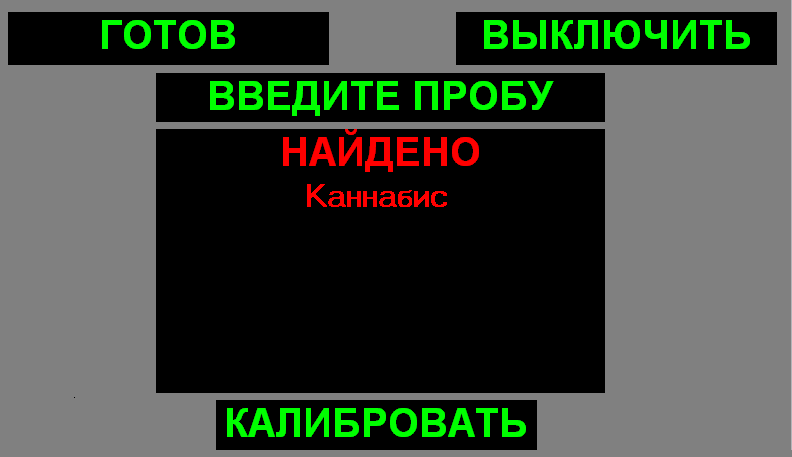 ГОТОВ
ВЫКЛЮЧИТЬ
ВВЕДИТЕ ПРОБУ
НАЙДЕНО
Каннабис
КАЛИБРОВАТЬ